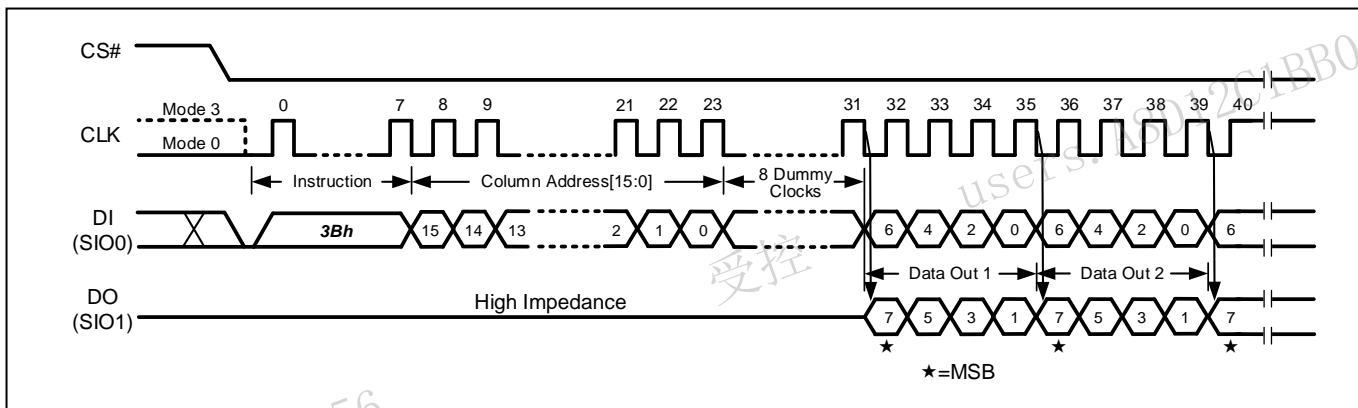 CS#
Mode 3
CLK
Mode 0
0 7 8 9 21 22 23 31 32 33 34 35 36 37 38 39 40
Instruction
Column Address[15:0]
8 Dummy
Clocks
DI
(SIO0)
3Bh 15 14 13 2 1 0 6 4 2 0 6 4 2 0 6
Data Out 1
Data Out 2
High Impedance
DO
(SIO1)
7 5 3 1 7 5 3 1 7
★ ★ ★
★=MSB
users.A8D12C1BB0
受控
56